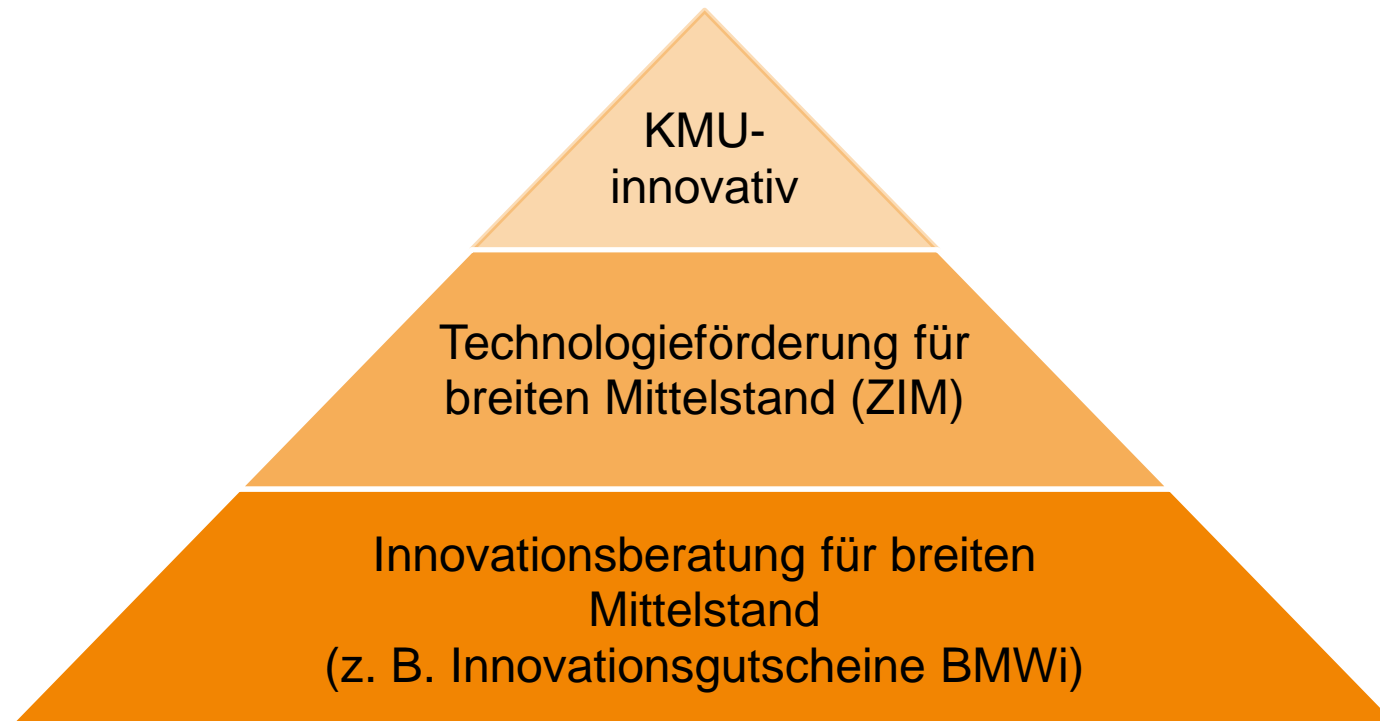 KMU-
innovativ
Technologieförderung für
breiten Mittelstand (ZIM)
Innovationsberatung für breiten
Mittelstand
(z. B. Innovationsgutscheine BMWi)